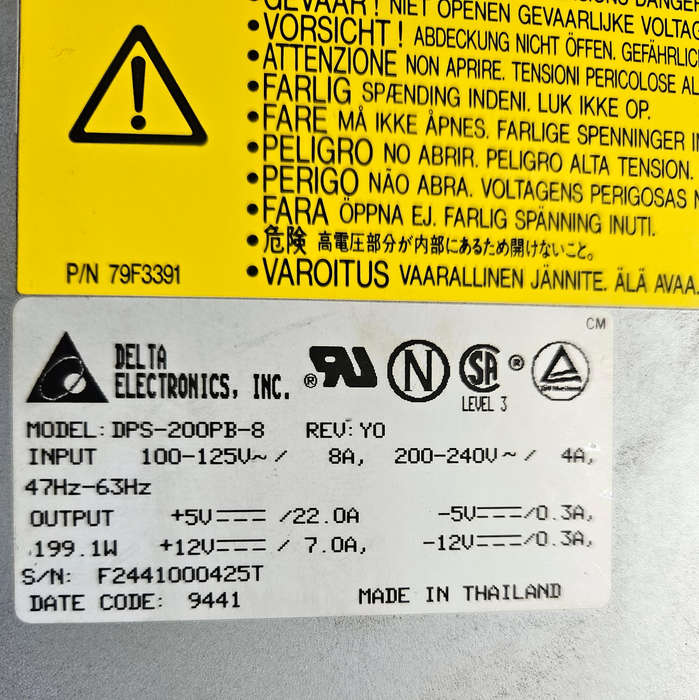 GEVAAR! NIET OPENEN GEVAARLIJKE
• VORSICHT! ABDECKUNG NICHT ÖFFEN.
• ATTENZIONE NON APRIRE. TENSIONI PERICOLOSE
• FARLIG SPÆNDING INDENI. LUK IKKE OP.
• FARE MÅ IKKE ÅPNES. FARLIGE SPENNINGER
• PELIGRO NO ABRIR. PELIGRO ALTA TENSION.
• PERIGO NÃO ABRA. VOLTAGENS PERIGOSAS
• FARA ÖPPNA EJ. FARLIG SPÄNNING INUTI.
• 危険 高電圧部分が内部にあるため開けないこと。
• VAROITUS VAARALLINEN JÄNNITE. ÄLÄ AVAA.
P/N 79F3391
CM
DELTA
ELECTRONICS, INC. ®
N
SA ®
LEVEL 3
MODEL: DPS-200PB-8 REV: Y0
INPUT 100-125V~ / 8A, 200-240V~ / 4A,
47Hz-63Hz
OUTPUT +5V⎓ /22.0A -5V⎓/0.3A,
199.1W +12V⎓ / 7.0A, -12V⎓/0.3A,
S/N: F2441000425T
DATE CODE: 9441 MADE IN THAILAND